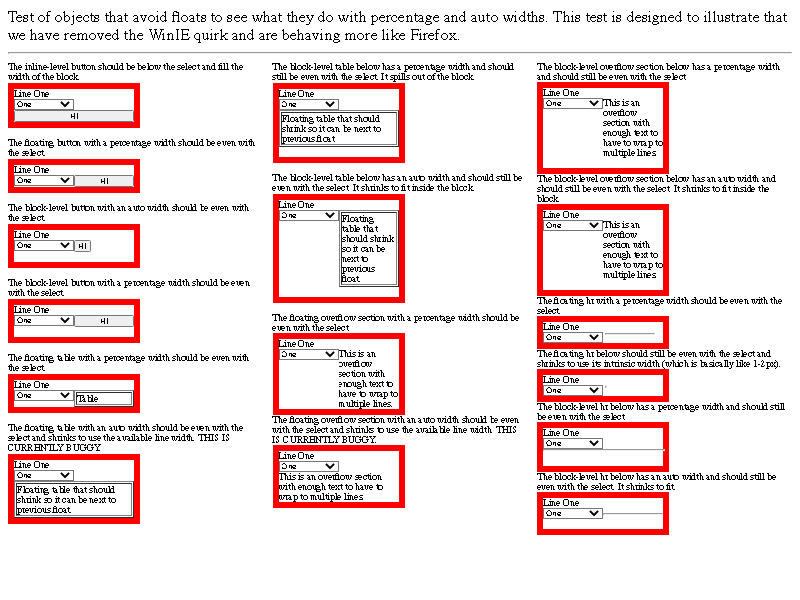 Test of objects that avoid floats to see what they do with percentage and auto widths. This test is designed to illustrate that
we have removed the WinIE quirk and are behaving more like Firefox.
The inline-level button should be below the select and fill the
width of the block.
Line One
One
HI
The floating button with a percentage width should be even with
the select.
Line One
One
HI
The block-level button with an auto width should be even with
the select.
Line One
One
HI
The block-level button with a percentage width should be even
with the select.
Line One
One
HI
The floating table with a percentage width should be even with
the select.
Line One
One
Table
The floating table with an auto width should be even with the
select and shrinks to use the available line width. THIS IS
CURRENTLY BUGGY.
Line One
One
Floating table that should
shrink so it can be next to
previous float.
The block-level table below has a percentage width and should
still be even with the select. It spills out of the block.
Line One
One
Floating table that should
shrink so it can be next to
previous float.
The block-level table below has an auto width and should still be
even with the select. It shrinks to fit inside the block.
Line One
One
Floating
table that
should shrink
so it can be
next to
previous
float.
The floating overflow section with a percentage width should be
even with the select.
Line One
One
This is an
overflow
section with
enough text to
have to wrap to
multiple lines.
The floating overflow section with an auto width should be even
with the select and shrinks to use the available line width. THIS
IS CURRENTLY BUGGY.
Line One
One
This is an overflow section
with enough text to have to
wrap to multiple lines.
The block-level overflow section below has a percentage width
and should still be even with the select.
Line One
One
This is an
overflow
section with
enough text to
have to wrap to
multiple lines.
The block-level overflow section below has an auto width and
should still be even with the select. It shrinks to fit inside the
block.
Line One
One
This is an
overflow
section with
enough text to
have to wrap to
multiple lines.
The floating hr with a percentage width should be even with the
select.
Line One
One
The floating hr below should still be even with the select and
shrinks to use its intrinsic width (which is basically like 1-2px).
Line One
One
The block-level hr below has a percentage width and should still
be even with the select.
Line One
One
The block-level hr below has an auto width and should still be
even with the select. It shrinks to fit.
Line One
One